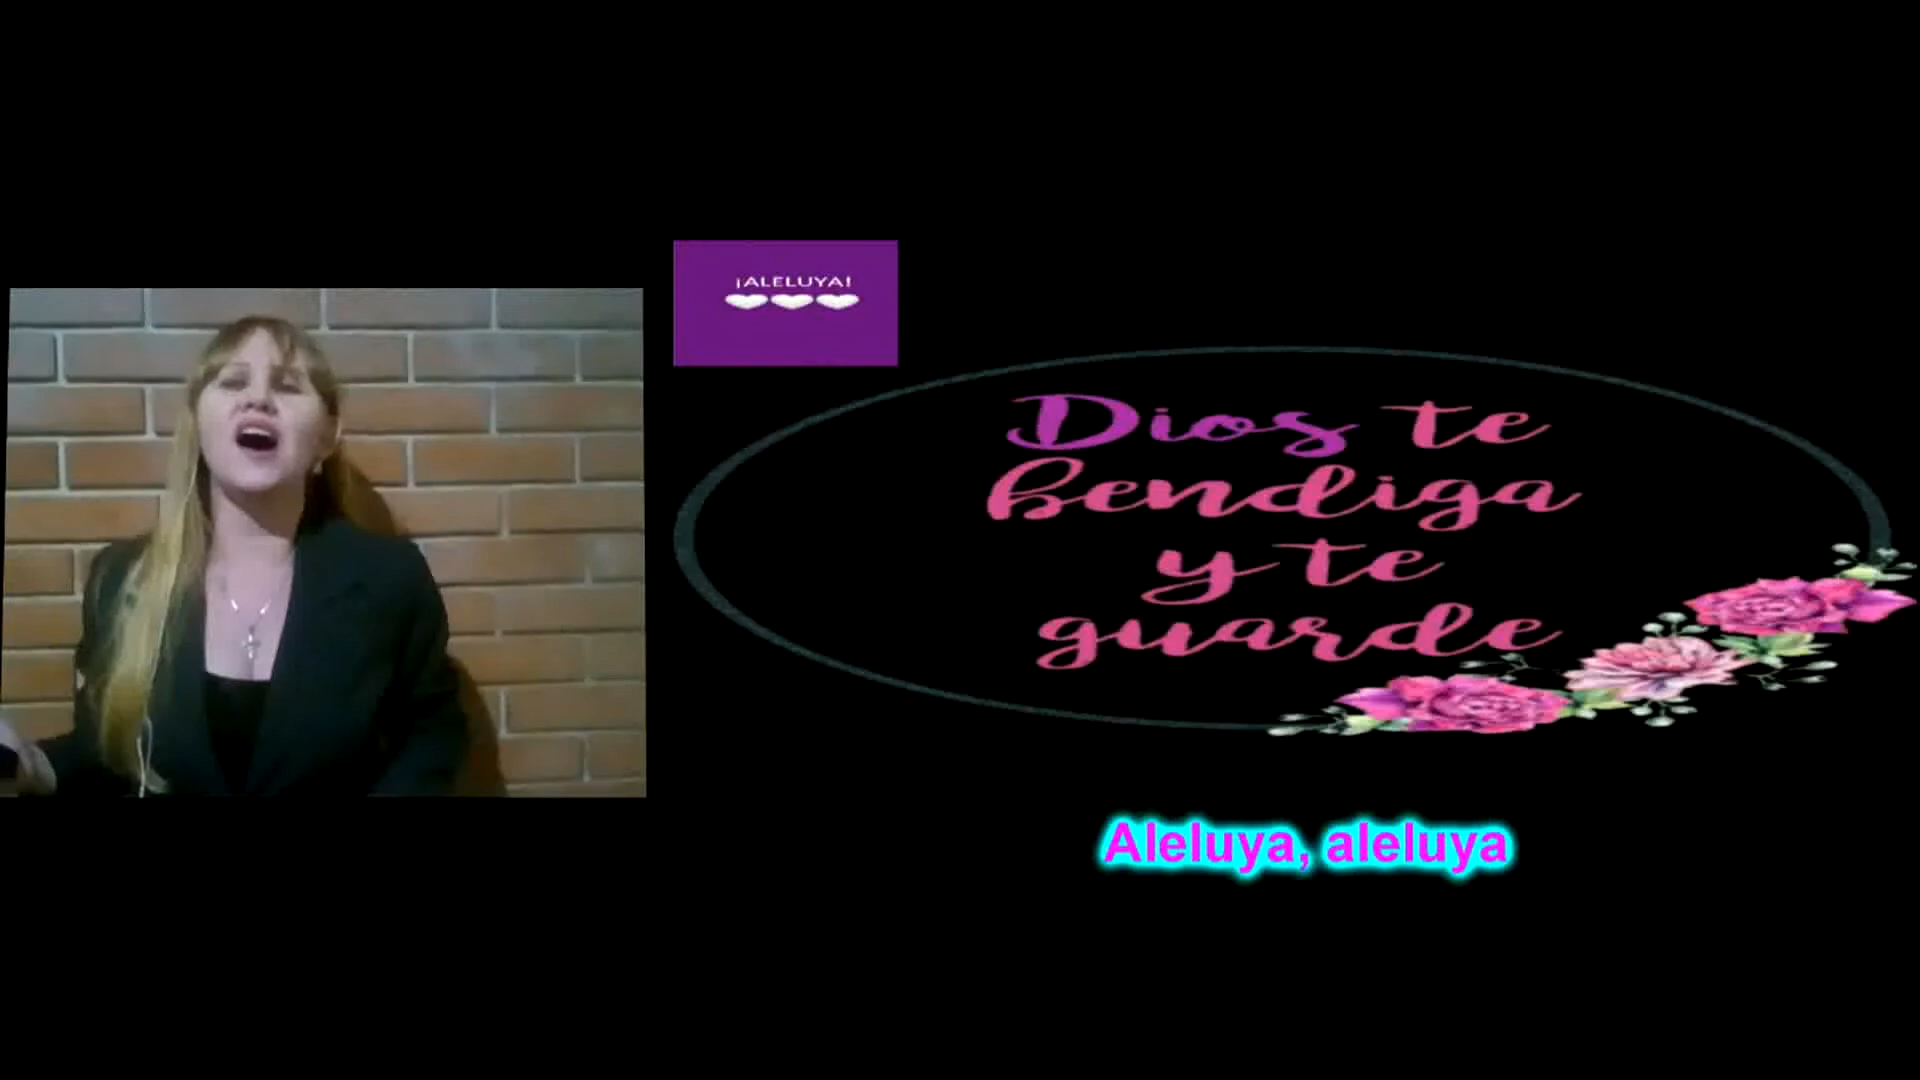 ¡ALELUYA!
Dios te
bendiga
y te
guarde
Aleluya, aleluya